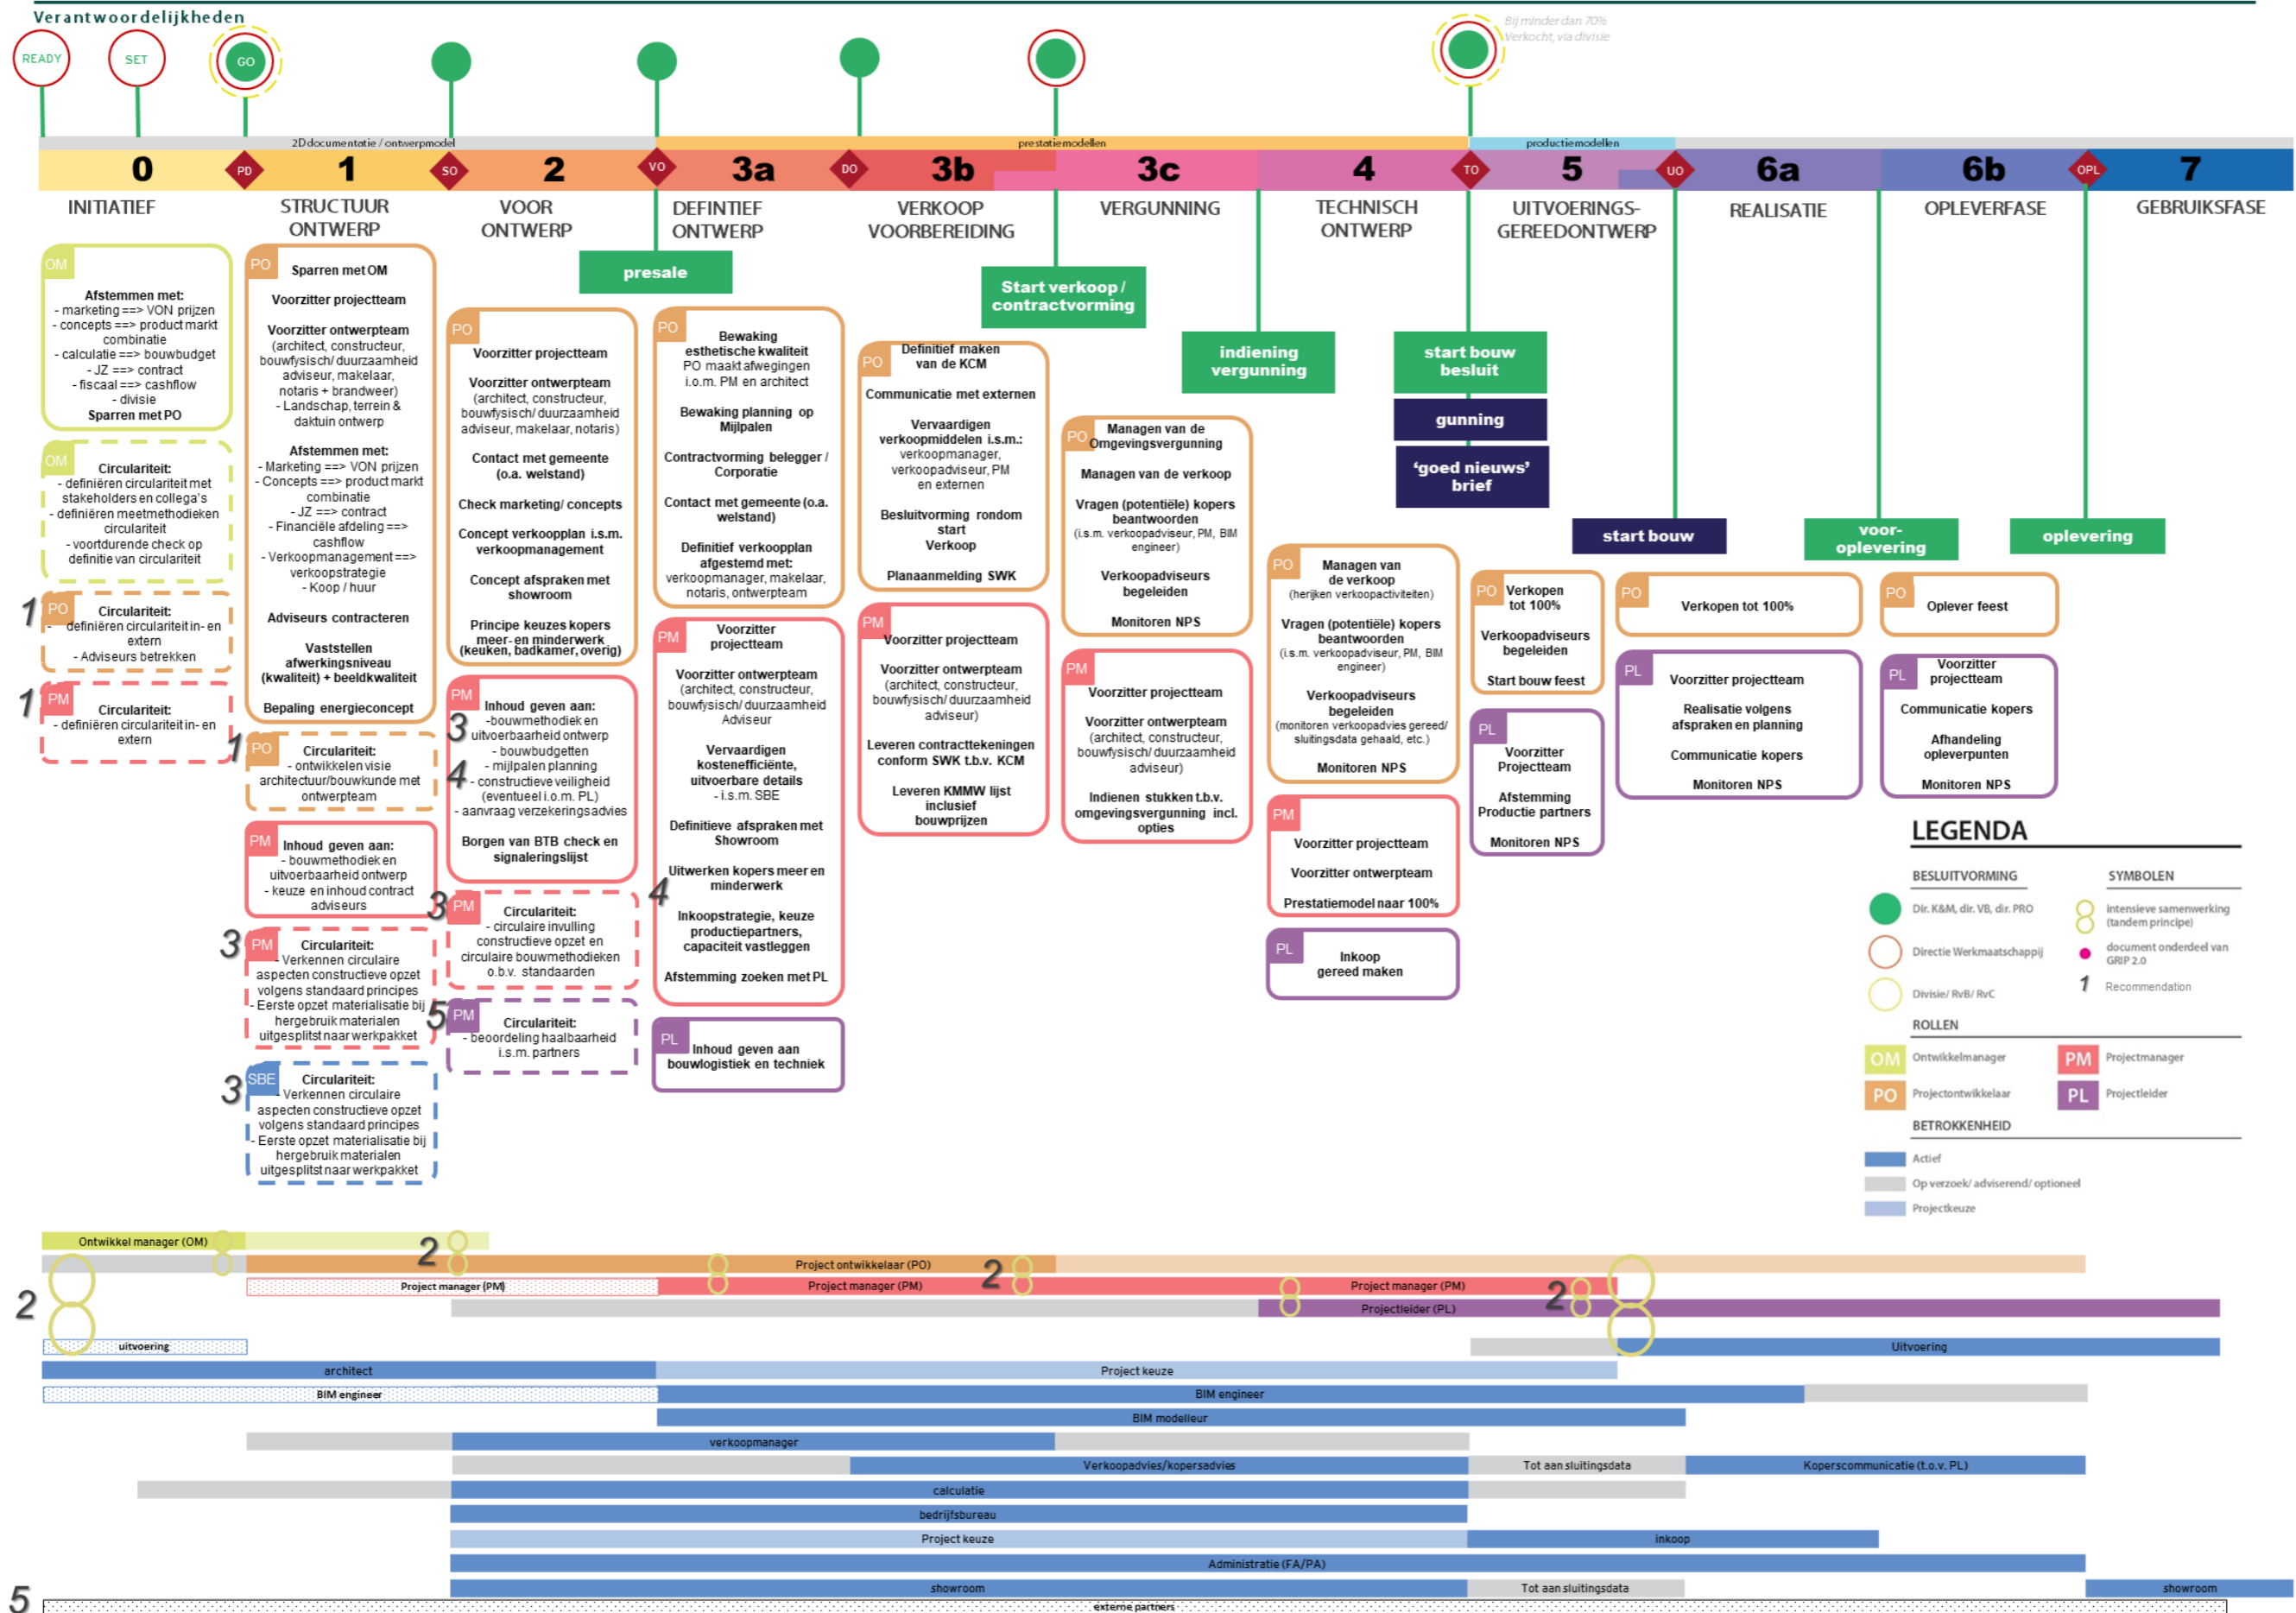 Verantwoordelijkheden
READY
SET
GO
Bij minder dan 70%
Verkocht, via divisie
2D documentatie / ontwerpmodel
prestatiemodellen
productiemodellen
0
PD
1
SO
2
VO
3a
DO
3b
3c
4
TO
5
UO
6a
6b
OPL
7
INITIATIEF
STRUCTUUR
ONTWERP
VOOR
ONTWERP
DEFINTIEF
ONTWERP
VERKOOP
VOORBEREIDING
VERGUNNING
TECHNISCH
ONTWERP
UITVOERINGS-
GEREEDONTWERP
REALISATIE
OPLEVERFASE
GEBRUIKSFASE
presale
Start verkoop /
contractvorming
indiening
vergunning
start bouw
besluit
gunning
'goed nieuws'
brief
start bouw
voor-
oplevering
oplevering
OM
Afstemmen met:
- marketing ==> VON prijzen
- concepts ==> product markt
combinatie
- calculatie ==> bouwbudget
- JZ ==> contract
- fiscaal ==> cashflow
- divisie
Sparren met PO
OM
Circulariteit:
- definiëren circulariteit met
stakeholders en collega's
- definiëren meetmethodieken
circulariteit
- voortdurende check op
definitie van circulariteit
1
PO
Circulariteit:
- definiëren circulariteit in- en
extern
- Adviseurs betrekken
1
PM
Circulariteit:
- definiëren circulariteit in- en
extern
PO
Sparren met OM
Voorzitter projectteam
Voorzitter ontwerpteam
(architect, constructeur,
bouwfysisch/ duurzaamheid
adviseur, makelaar,
notaris + brandweer)
- Landschap, terrein &
daktuin ontwerp
Afstemmen met:
- Marketing ==> VON prijzen
- Concepts ==> product markt
combinatie
- JZ ==> contract
- Financiële afdeling ==>
cashflow
- Verkoopmanagement ==>
verkoopstrategie
- Koop / huur
Adviseurs contracteren
Vaststellen
afwerkingsniveau
(kwaliteit) + beeldkwaliteit
Bepaling energieconcept
1
PO
Circulariteit:
- ontwikkelen visie
architectuur/bouwkunde met
ontwerpteam
PM
Inhoud geven aan:
- bouwmethodiek en
uitvoerbaarheid ontwerp
- keuze en inhoud contract
adviseurs
3
PM
Circulariteit:
- Verkennen circulaire
aspecten constructieve opzet
volgens standaard principes
- Eerste opzet materialisatie bij
hergebruik materialen
uitgesplitst naar werkpakket
3
SBE
Circulariteit:
- Verkennen circulaire
aspecten constructieve opzet
volgens standaard principes
- Eerste opzet materialisatie bij
hergebruik materialen
uitgesplitst naar werkpakket
PO
Voorzitter projectteam
Voorzitter ontwerpteam
(architect, constructeur,
bouwfysisch/ duurzaamheid
adviseur, makelaar, notaris)
Contact met gemeente
(o.a. welstand)
Check marketing/ concepts
Concept verkoopplan i.s.m.
verkoopmanagement
Concept afspraken met
showroom
Principe keuzes kopers
meer- en minderwerk
(keuken, badkamer, overig)
PM
3
4
Inhoud geven aan:
-bouwmethodiek en
uitvoerbaarheid ontwerp
- bouwbudgetten
- mijlpalen planning
- constructieve veiligheid
(eventueel i.o.m. PL)
- aanvraag verzekeringsadvies
Borgen van BTB check en
signaleringslijst
3
PM
Circulariteit:
- circulaire invulling
constructieve opzet en
circulaire bouwmethodieken
o.b.v. standaarden
5
PM
Circulariteit:
- beoordeling haalbaarheid
i.s.m. partners
PO
Bewaking
esthetische kwaliteit
PO maakt afwegingen
i.o.m. PM en architect
Bewaking planning op
Mijlpalen
Contractvorming belegger /
Corporatie
Contact met gemeente (o.a.
welstand)
Definitief verkoopplan
afgestemd met:
verkoopmanager, makelaar,
notaris, ontwerpteam
PM
Voorzitter
projectteam
Voorzitter ontwerpteam
(architect, constructeur,
bouwfysisch/ duurzaamheid
Adviseur
Vervaardigen
kostenefficiënte,
uitvoerbare details
- i.s.m. SBE
Definitieve afspraken met
Showroom
Uitwerken kopers meer en
minderwerk
4
Inkoopstrategie, keuze
productiepartners,
capaciteit vastleggen
Afstemming zoeken met PL
PL
Inhoud geven aan
bouwlogistiek en techniek
PO
Definitief maken
van de KCM
Communicatie met externen
Vervaardigen
verkoopmiddelen i.s.m.:
verkoopmanager,
verkoopadviseur, PM
en externen
Besluitvorming rondom
start
Verkoop
Planaanmelding SWK
PM
Voorzitter projectteam
Voorzitter ontwerpteam
(architect, constructeur,
bouwfysisch/ duurzaamheid
adviseur)
Leveren contracttekeningen
conform SWK t.b.v. KCM
Leveren KMMW lijst
inclusief
bouwprijzen
PO
Managen van de
Omgevingsvergunning
Managen van de verkoop
Vragen (potentiële) kopers
beantwoorden
(i.s.m. verkoopadviseur, PM, BIM
engineer)
Verkoopadviseurs
begeleiden
Monitoren NPS
PM
Voorzitter projectteam
Voorzitter ontwerpteam
(architect, constructeur,
bouwfysisch/ duurzaamheid
adviseur)
Indienen stukken t.b.v.
omgevingsvergunning incl.
opties
PO
Managen van
de verkoop
(herijken verkoopactiviteiten)
Vragen (potentiële) kopers
beantwoorden
(i.s.m. verkoopadviseur, PM, BIM
engineer)
Verkoopadviseurs
begeleiden
(monitoren verkoopadvies gereed/
sluitingsdata gehaald, etc.)
Monitoren NPS
PM
Voorzitter projectteam
Voorzitter ontwerpteam
Prestatiemodel naar 100%
PL
Inkoop
gereed maken
PO
Verkopen
tot 100%
Verkoopadviseurs
begeleiden
Start bouw feest
PL
Voorzitter
Projectteam
Afstemming
Productie partners
Monitoren NPS
PO
Verkopen tot 100%
PL
Voorzitter projectteam
Realisatie volgens
afspraken en planning
Communicatie kopers
Monitoren NPS
PO
Oplever feest
PL
Voorzitter
projectteam
Communicatie kopers
Afhandeling
opleverpunten
Monitoren NPS
LEGENDA
BESLUITVORMING
Dir. K&M, dir. VB, dir. PRO
Directie Werkmaatschappij
Divisie/ RvB/ RvC
SYMBOLEN
intensieve samenwerking
(tandem principe)
document onderdeel van
GRIP 2.0
1
Recommendation
ROLLEN
OM
Ontwikkelmanager
PM
Projectmanager
PO
Projectontwikkelaar
PL
Projectleider
BETROKKENHEID
Actief
Op verzoek/ adviserend/ optioneel
Projectkeuze
Ontwikkel manager (OM)
2
Project ontwikkelaar (PO)
2
Project manager (PM)
Project manager (PM)
Project manager (PM)
2
2
Projectleider (PL)
uitvoering
Uitvoering
architect
Project keuze
BIM engineer
BIM engineer
BIM modelleur
verkoopmanager
Verkoopadvies/kopersadvies
Tot aan sluitingsdata
Koperscommunicatie (t.o.v. PL)
calculatie
bedrijfsbureau
Project keuze
inkoop
Administratie (FA/PA)
showroom
Tot aan sluitingsdata
showroom
5
externe partners